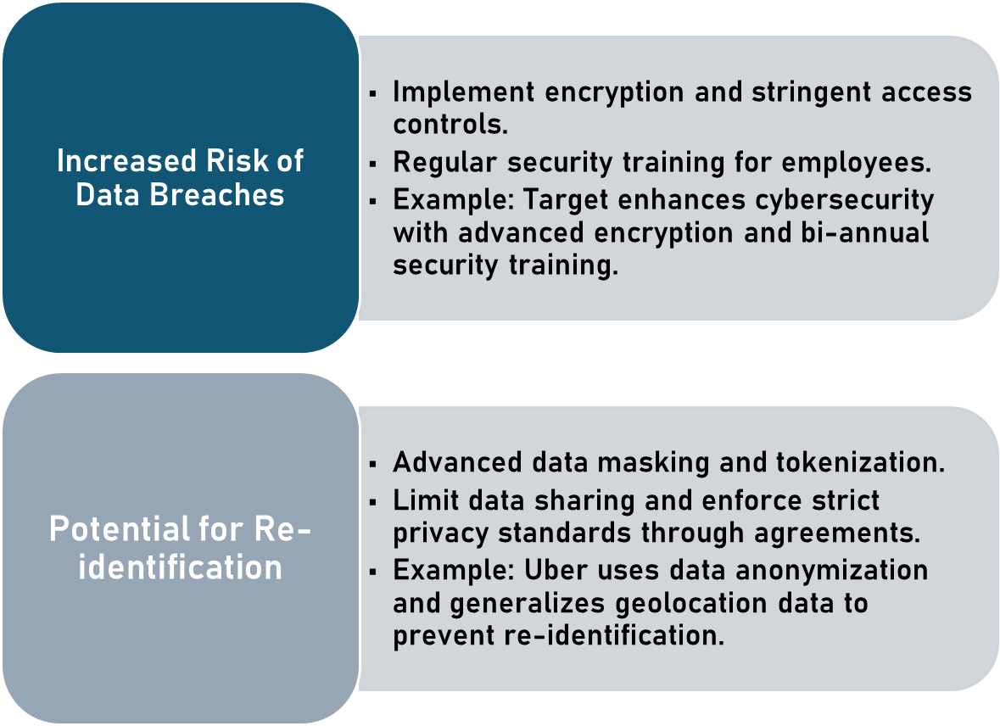 Increased Risk of
Data Breaches
▪ Implement encryption and stringent access
controls.
▪ Regular security training for employees.
▪ Example: Target enhances cybersecurity
with advanced encryption and bi-annual
security training.
Potential for Re-
identification
▪ Advanced data masking and tokenization.
▪ Limit data sharing and enforce strict
privacy standards through agreements.
▪ Example: Uber uses data anonymization
and generalizes geolocation data to
prevent re-identification.